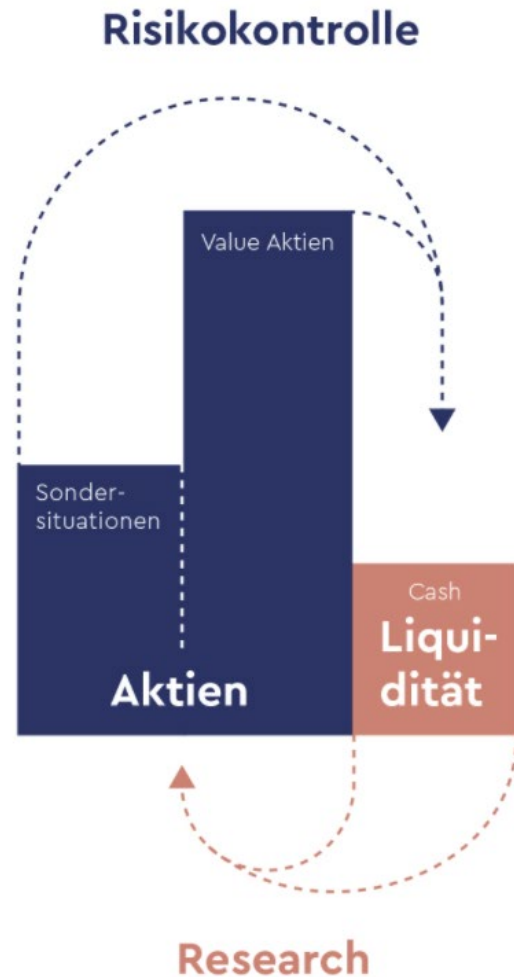 Risikokontrolle
Value Aktien
Sonder-
situationen
Cash
Liqui-
dität
Aktien
Research